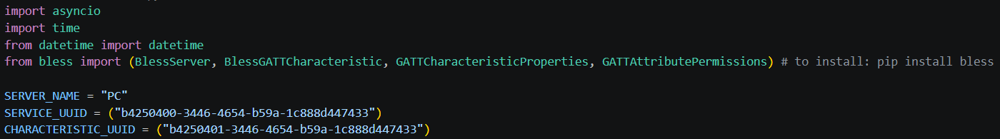 import asyncio
import time
from datetime import datetime
from bless import (BlessServer, BlessGATTCharacteristic, GATTCharacteristicProperties, GATTAttributePermissions) # to install: pip install bless
SERVER_NAME = "PC"
SERVICE_UUID = ("b4250400-3446-4654-b59a-1c888d447433")
CHARACTERISTIC_UUID = ("b4250401-3446-4654-b59a-1c888d447433")